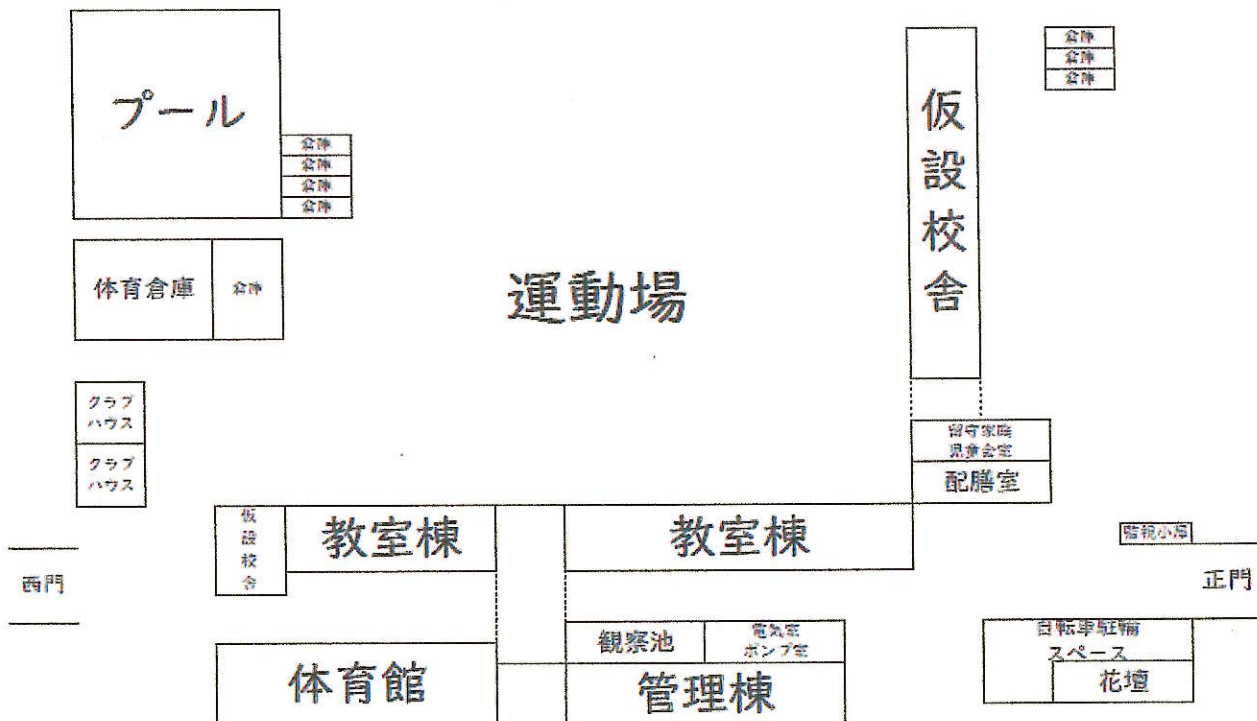 プール
倉庫
倉庫
倉庫
倉庫
体育倉庫
倉庫
運動場
仮設校舎
倉庫
倉庫
倉庫
クラブ
ハウス
クラブ
ハウス
留守家庭
児童会室
配膳室
仮設校舎
教室棟
教室棟
監視小屋
西門
正門
観察池
電気室
ポンプ室
自転車駐輪
スペース
花壇
体育館
管理棟